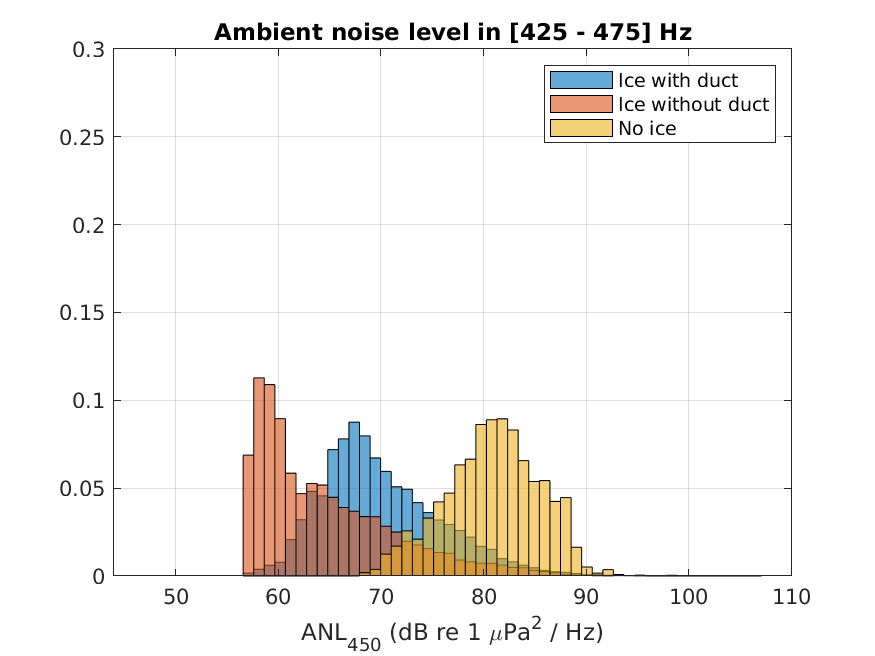 Ambient noise level in [425 - 475] Hz
0.3
0.25
0.2
0.15
0.1
0.05
0
Ice with duct
Ice without duct
No ice
50 60 70 80 90 100 110
ANL450 (dB re 1 μPa2 / Hz)